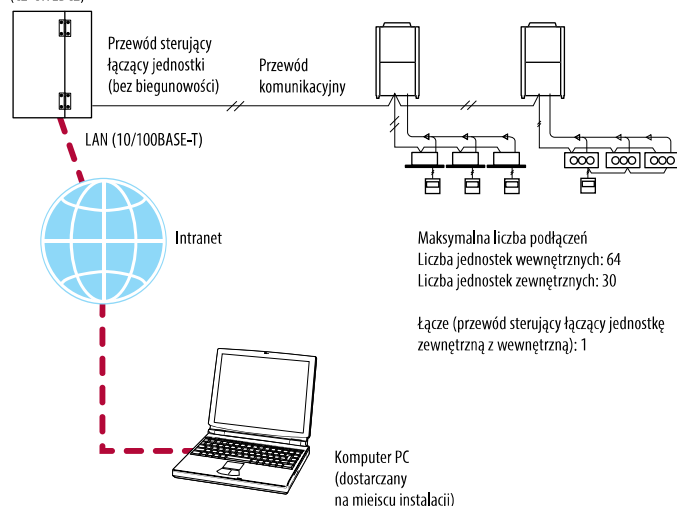 Przewód sterujący
łączący jednostki
(bez biegunowości)
Przewód
komunikacyjny
LAN (10/100BASE-T)
Intranet
Maksymalna liczba podłączeń
Liczba jednostek wewnętrznych: 64
Liczba jednostek zewnętrznych: 30
Łącze (przewód sterujący łączący jednostkę
zewnętrzną z wewnętrzną): 1
Komputer PC
(dostarczany
na miejscu instalacji)